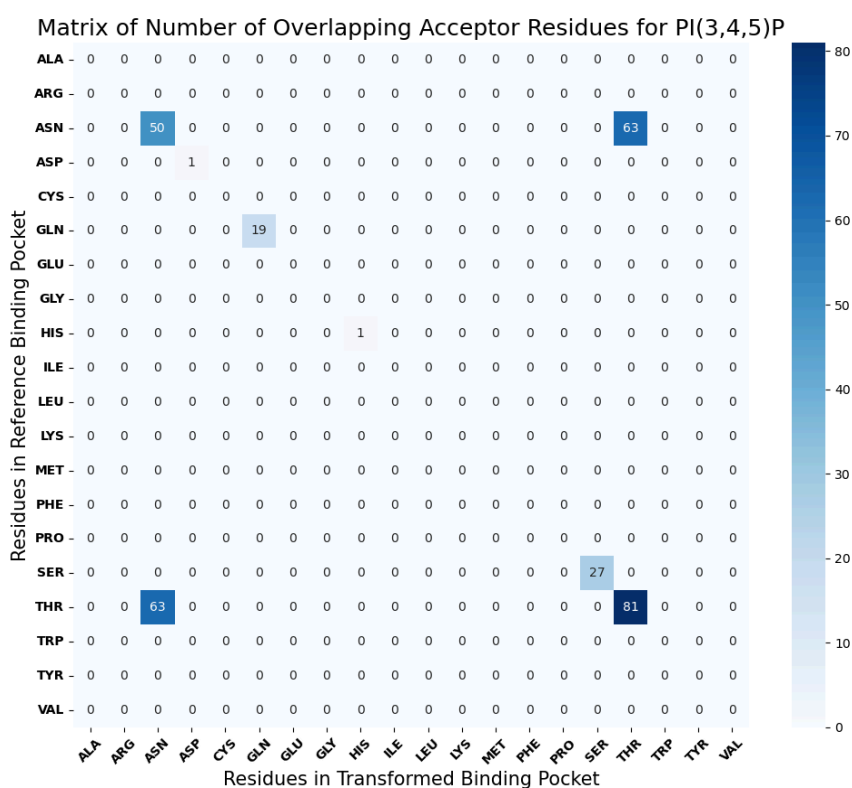 Matrix of Number of Overlapping Acceptor Residues for PI(3,4,5)P
ALA 0 0 0 0 0 0 0 0 0 0 0 0 0 0 0 0 0 0 0 0
ARG 0 0 0 0 0 0 0 0 0 0 0 0 0 0 0 0 0 0 0 0
ASN 0 0 50 0 0 0 0 0 0 0 0 0 0 0 0 0 63 0 0 0
ASP 0 0 0 1 0 0 0 0 0 0 0 0 0 0 0 0 0 0 0 0
CYS 0 0 0 0 0 0 0 0 0 0 0 0 0 0 0 0 0 0 0 0
GLN 0 0 0 0 0 19 0 0 0 0 0 0 0 0 0 0 0 0 0 0
GLU 0 0 0 0 0 0 0 0 0 0 0 0 0 0 0 0 0 0 0 0
GLY 0 0 0 0 0 0 0 0 0 0 0 0 0 0 0 0 0 0 0 0
HIS 0 0 0 0 0 0 0 0 1 0 0 0 0 0 0 0 0 0 0 0
ILE 0 0 0 0 0 0 0 0 0 0 0 0 0 0 0 0 0 0 0 0
LEU 0 0 0 0 0 0 0 0 0 0 0 0 0 0 0 0 0 0 0 0
LYS 0 0 0 0 0 0 0 0 0 0 0 0 0 0 0 0 0 0 0 0
MET 0 0 0 0 0 0 0 0 0 0 0 0 0 0 0 0 0 0 0 0
PHE 0 0 0 0 0 0 0 0 0 0 0 0 0 0 0 0 0 0 0 0
PRO 0 0 0 0 0 0 0 0 0 0 0 0 0 0 0 0 0 0 0 0
SER 0 0 0 0 0 0 0 0 0 0 0 0 0 0 0 27 0 0 0 0
THR 0 0 63 0 0 0 0 0 0 0 0 0 0 0 0 0 81 0 0 0
TRP 0 0 0 0 0 0 0 0 0 0 0 0 0 0 0 0 0 0 0 0
TYR 0 0 0 0 0 0 0 0 0 0 0 0 0 0 0 0 0 0 0 0
VAL 0 0 0 0 0 0 0 0 0 0 0 0 0 0 0 0 0 0 0 0
ALA ARG ASN ASP CYS GLN GLU GLY HIS ILE LEU LYS MET PHE PRO SER THR TRP TYR VAL
Residues in Transformed Binding Pocket
Residues in Reference Binding Pocket
80
70
60
50
40
30
20
10
0